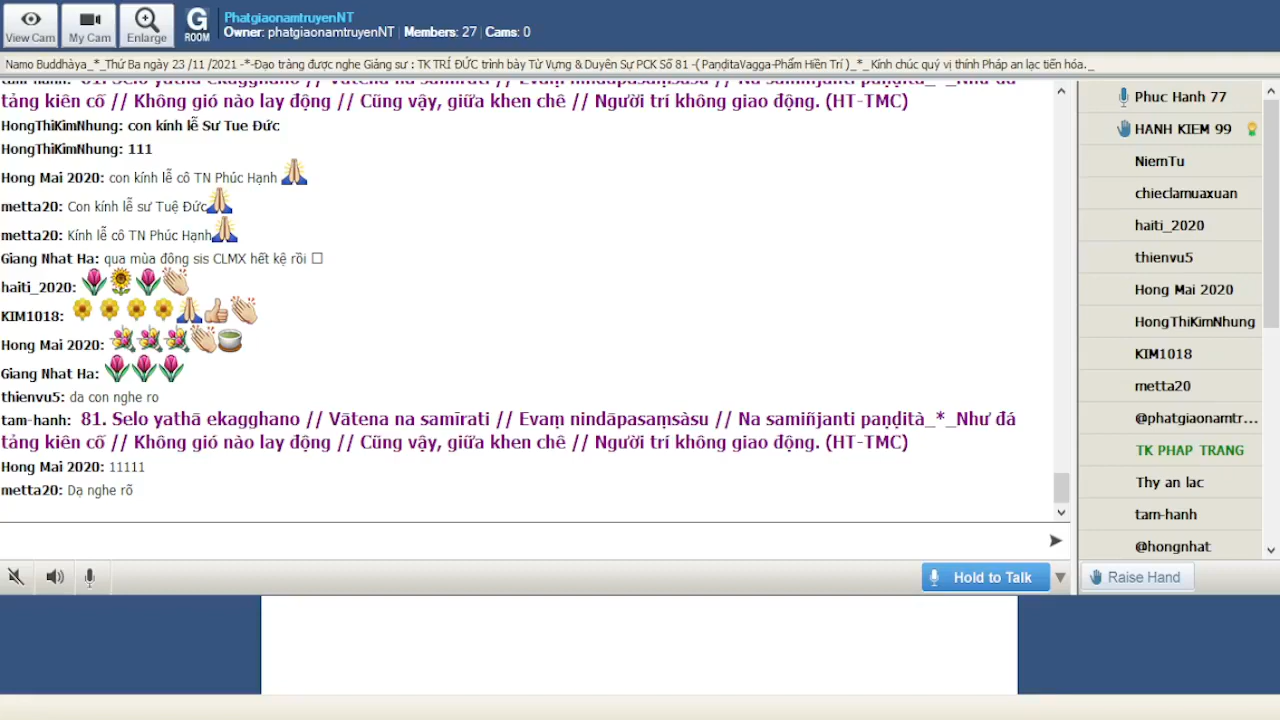 View Cam
My Cam
Enlarge
G
ROOM
PhatgiaonamtruyenNT
Owner: phatgiaonamtruyenNT | Members: 27 | Cams: 0
Namo Buddhàya_*_Thứ Ba ngày 23 /11 /2021 -*-Đạo tràng được nghe Giảng sư : TK TRÍ ĐỨC trình bày Từ Vựng & Duyên Sự PCK Số 81 -( PaṇḍitaVagga-Phẩm Hiền Trí )_*_ Kính chúc quý vị thính Pháp an lạc tiến hóa._
tảng kiên cố // Không gió nào lay động // Cũng vậy, giữa khen chê // Người trí không giao động. (HT-TMC)
HongThiKimNhung: con kính lễ Sư Tue Đức
HongThiKimNhung: 111
Hong Mai 2020: con kính lễ cô TN Phúc Hạnh
metta20: Con kính lễ sư Tuệ Đức
metta20: Kính lễ cô TN Phúc Hạnh
Giang Nhat Ha: qua mùa đông sis CLMX hết kệ rồi □
haiti_2020:
KIM1018:
Hong Mai 2020:
Giang Nhat Ha:
thienvu5: da con nghe ro
tam-hanh: 81. Selo yathā ekagghano // Vātena na samīrati // Evaṃ nindāpasaṃsàsu // Na samiñjanti paṇḍità_*_Như đá
tảng kiên cố // Không gió nào lay động // Cũng vậy, giữa khen chê // Người trí không giao động. (HT-TMC)
Hong Mai 2020: 11111
metta20: Dạ nghe rõ
Hold to Talk
Phuc Hanh 77
HANH KIEM 99
NiemTu
chieclamuaxuan
haiti_2020
thienvu5
Hong Mai 2020
HongThiKimNhung
KIM1018
metta20
@phatgiaonamtr...
TK PHAP TRANG
Thy an lac
tam-hanh
@hongnhat
Raise Hand